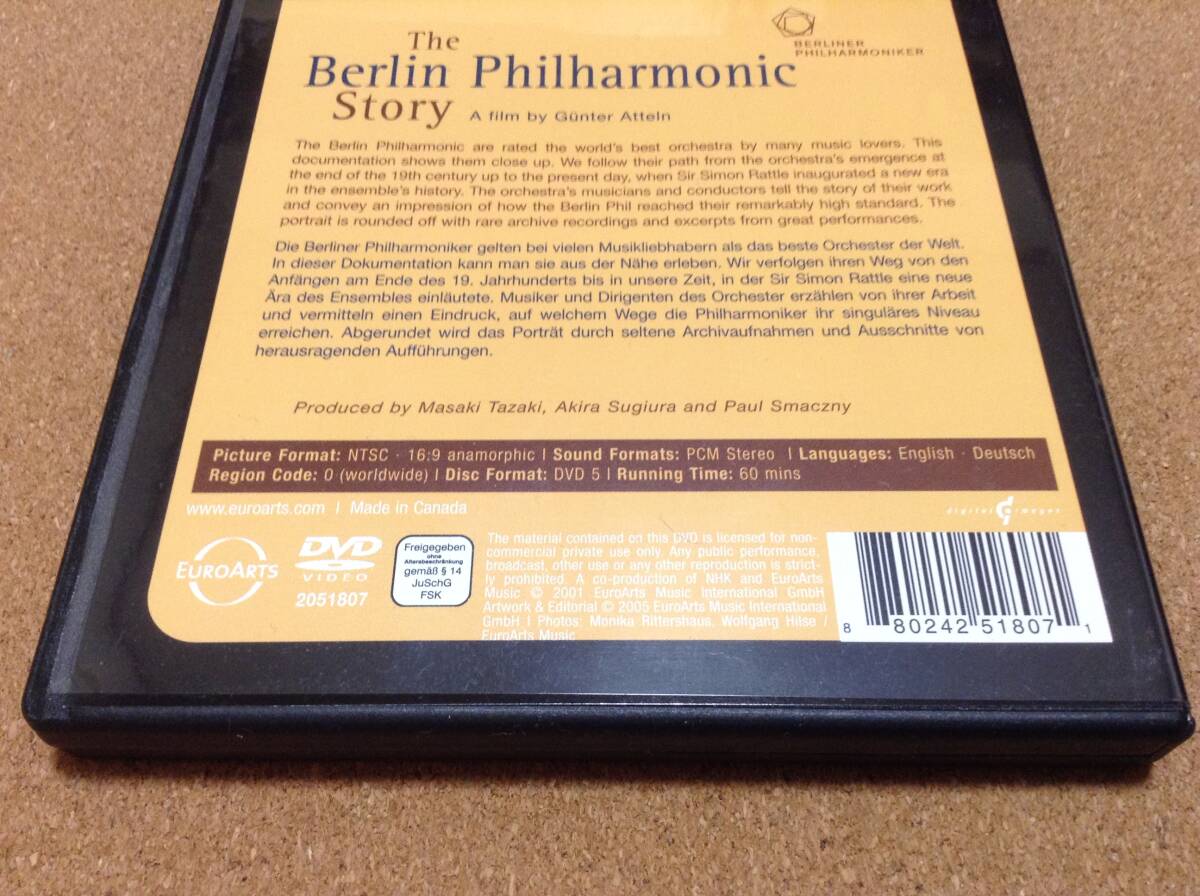 The
Berlin Philharmonic
Story A film by Günter Atteln
BERLINER
PHILHARMONIKER
The Berlin Philharmonic are rated the world's best orchestra by many music lovers. This
documentation shows them close up. We follow their path from the orchestra's emergence at
the end of the 19th century up to the present day, when Sir Simon Rattle inaugurated a new era
in the ensemble's history. The orchestra's musicians and conductors tell the story of their work
and convey an impression of how the Berlin Phil reached their remarkably high standard. The
portrait is rounded off with rare archive recordings and excerpts from great performances.
Die Berliner Philharmoniker gelten bei vielen Musikliebhabern als das beste Orchester der Welt.
In dieser Dokumentation kann man sie aus der Nähe erleben. Wir verfolgen ihren Weg von den
Anfängen am Ende des 19. Jahrhunderts bis in unsere Zeit, in der Sir Simon Rattle eine neue
Ära des Ensembles einläutete. Musiker und Dirigenten des Orchester erzählen von ihrer Arbeit
und vermitteln einen Eindruck, auf welchem Wege die Philharmoniker ihr singuläres Niveau
erreichen. Abgerundet wird das Porträt durch seltene Archivaufnahmen und Ausschnitte von
herausragenden Aufführungen.
Produced by Masaki Tazaki, Akira Sugiura and Paul Smaczny
Picture Format: NTSC · 16:9 anamorphic | Sound Formats: PCM Stereo | Languages: English · Deutsch
Region Code: 0 (worldwide) | Disc Format: DVD 5 | Running Time: 60 mins
www.euroarts.com | Made in Canada
digital images
EUROARTS
DVD
VIDEO
2051807
Freigegeben
ohne
Altersbeschränkung
gemäß § 14
JuSchG
FSK
The material contained on this DVD is licensed for non-
commercial private use only. Any public performance,
broadcast, other use or any other reproduction is strict-
ly prohibited. A co-production of NHK and EuroArts
Music © 2001 EuroArts Music International GmbH
Artwork & Editorial © 2005 EuroArts Music International
GmbH | Photos: Monika Rittershaus, Wolfgang Hilse /
EuroArts Music
8 80242 51807 1